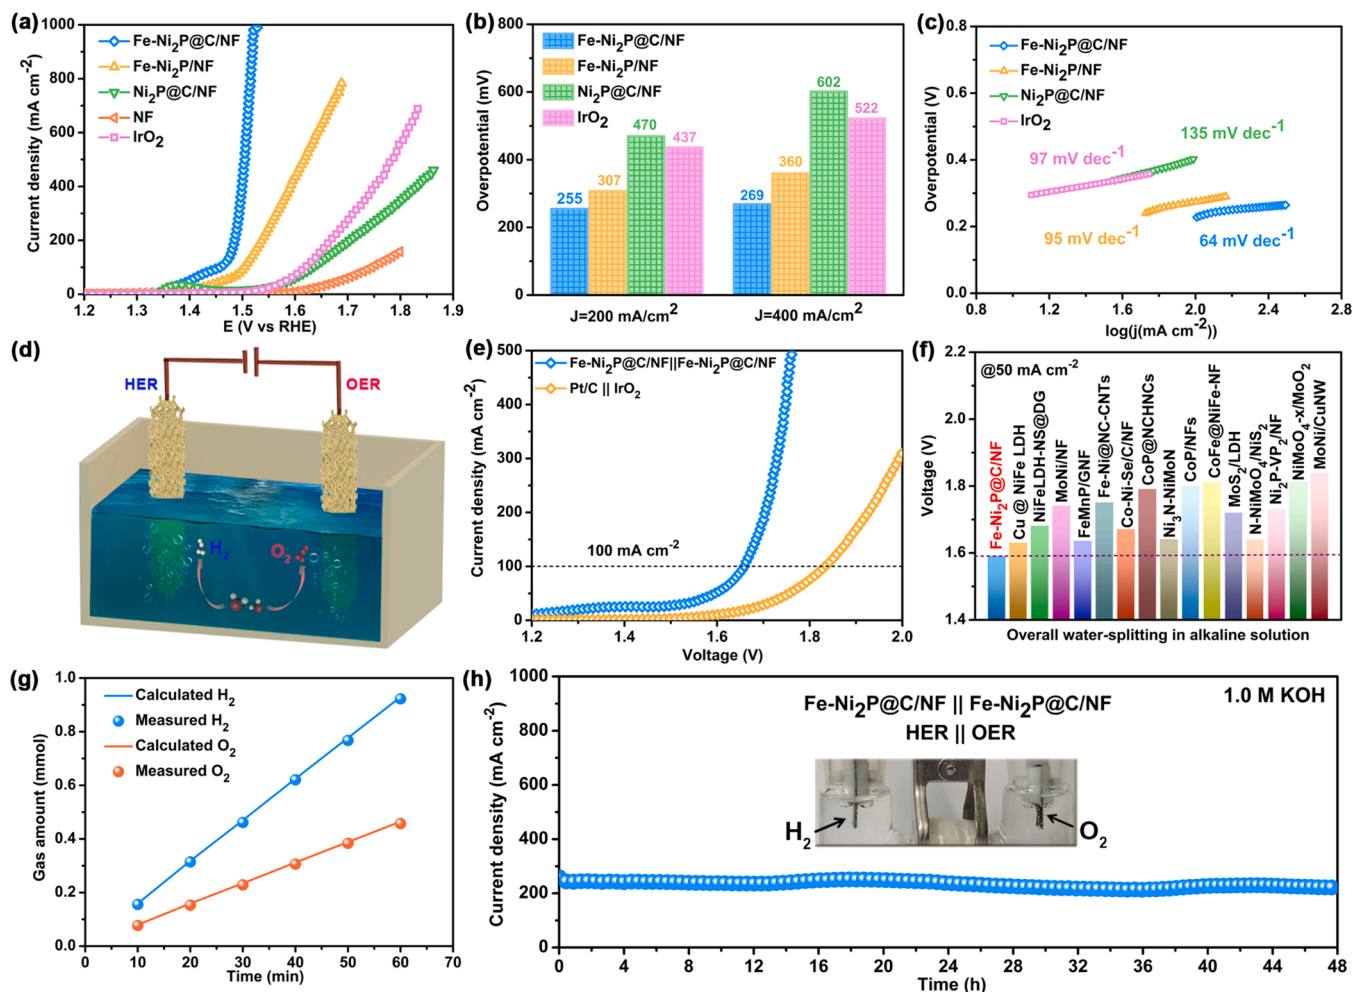 (a)
Current density (mA cm⁻²)
1000
800
600
400
200
0
Fe-Ni₂P@C/NF
Fe-Ni₂P/NF
Ni₂P@C/NF
NF
IrO₂
1.2 1.3 1.4 1.5 1.6 1.7 1.8 1.9
E (V vs RHE)
(b)
Overpotential (mV)
800
600
400
200
0
Fe-Ni₂P@C/NF
Fe-Ni₂P/NF
Ni₂P@C/NF
IrO₂
255
307
470
437
269
360
602
522
J=200 mA/cm²
J=400 mA/cm²
(c)
Overpotential (V)
0.8
0.6
0.4
0.2
0.0
Fe-Ni₂P@C/NF
Fe-Ni₂P/NF
Ni₂P@C/NF
IrO₂
135 mV dec⁻¹
97 mV dec⁻¹
95 mV dec⁻¹
64 mV dec⁻¹
0.8 1.2 1.6 2.0 2.4 2.8
log(j(mA cm⁻²))
(d)
HER
OER
H₂
O₂
(e)
Current density (mA cm⁻²)
500
400
300
200
100
0
Fe-Ni₂P@C/NF||Fe-Ni₂P@C/NF
Pt/C || IrO₂
100 mA cm⁻²
1.2 1.4 1.6 1.8 2.0
Voltage (V)
(f)
Voltage (V)
2.2
2.0
1.8
1.6
1.4
@50 mA cm⁻²
Fe-Ni₂P@C/NF
Cu @ NiFe LDH
NiFeLDH-NS@DG
MoNi/NF
FeMnP/GNF
Fe-Ni@NC-CNTs
Co-Ni-Se/C/NF
CoP@NCHNCs
Ni₃N-NiMoN
CoP/NFs
CoFe@NiFe-NF
MoS₂/LDH
N-NiMoO₄/NiS₂
Ni₂P-VP₂/NF
NiMoO₄-x/MoO₂
MoNi/CuNW
Overall water-splitting in alkaline solution
(g)
Gas amount (mmol)
1.0
0.8
0.6
0.4
0.2
0.0
Calculated H₂
Measured H₂
Calculated O₂
Measured O₂
0 10 20 30 40 50 60 70
Time (min)
(h)
Current density (mA cm⁻²)
1000
800
600
400
200
0
Fe-Ni₂P@C/NF || Fe-Ni₂P@C/NF
HER || OER
1.0 M KOH
H₂
O₂
0 4 8 12 16 20 24 28 32 36 40 44 48
Time (h)